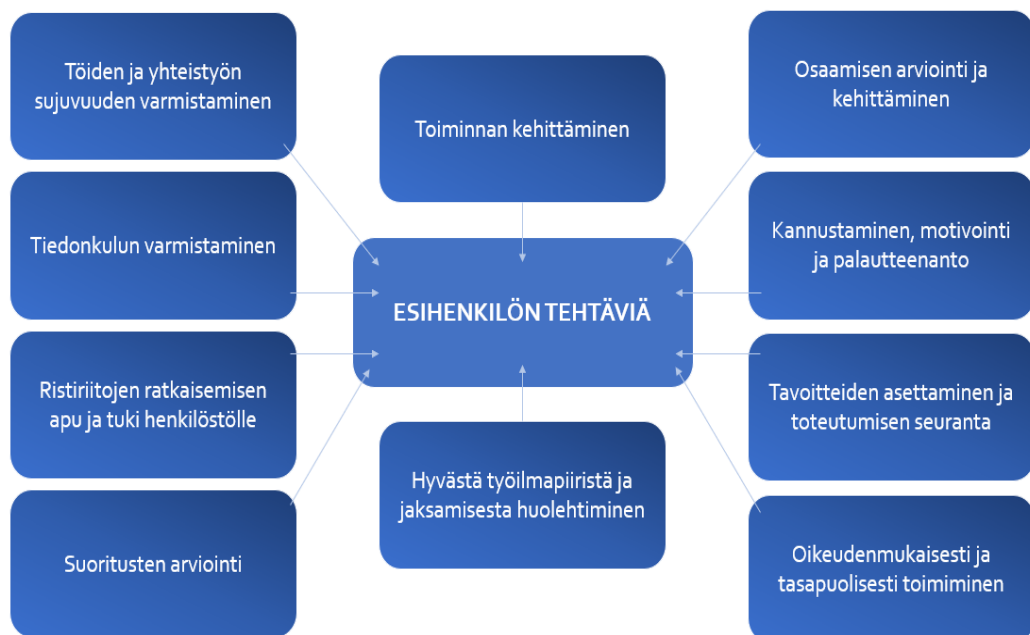 Töiden ja yhteistyön
sujuvuuden varmistaminen
Tiedonkulun varmistaminen
Ristiriitojen ratkaisemisen
apu ja tuki henkilöstölle
Suoritusten arviointi
Toiminnan kehittäminen
ESIHENKILÖN TEHTÄVIÄ
Hyvästä työilmapiiristä ja
jaksamisesta huolehtiminen
Osaamisen arviointi ja
kehittäminen
Kannustaminen, motivointi
ja palautteenanto
Tavoitteiden asettaminen ja
toteutumisen seuranta
Oikeudenmukaisesti ja
tasapuolisesti toimiminen